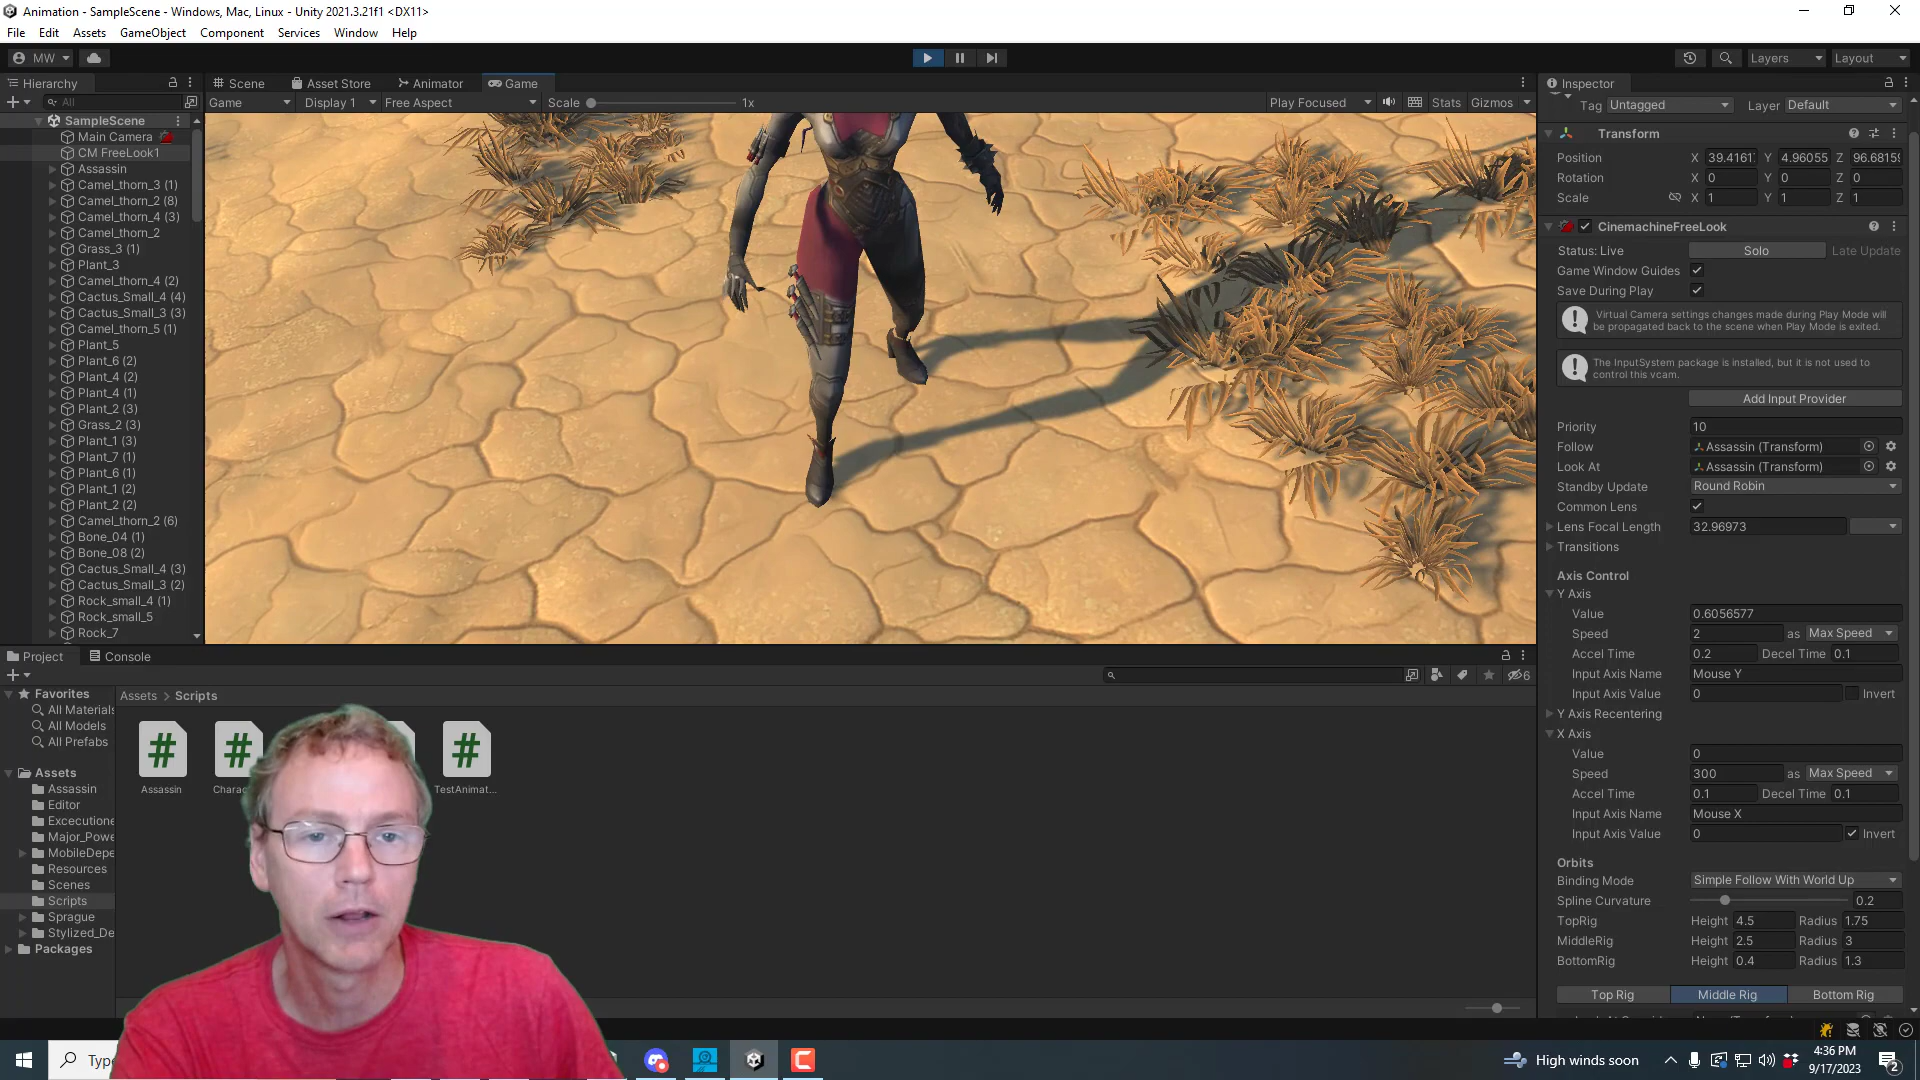 Animation - SampleScene - Windows, Mac, Linux - Unity 2021.3.21f1 <DX11>
File Edit Assets GameObject Component Services Window Help
MW
Layers Layout
Hierarchy
Scene Asset Store Animator Game
Inspector
All
Game Display 1 Free Aspect Scale 1x
Play Focused Stats Gizmos
Tag Untagged Layer Default
SampleScene
Main Camera
CM FreeLook1
Assassin
Camel_thorn_3 (1)
Camel_thorn_2 (8)
Camel_thorn_4 (3)
Camel_thorn_2
Grass_3 (1)
Plant_3
Camel_thorn_4 (2)
Cactus_Small_4 (4)
Cactus_Small_3 (3)
Camel_thorn_5 (1)
Plant_5
Plant_6 (2)
Plant_4 (2)
Plant_4 (1)
Plant_2 (3)
Grass_2 (3)
Plant_1 (3)
Plant_7 (1)
Plant_6 (1)
Plant_1 (2)
Plant_2 (2)
Camel_thorn_2 (6)
Bone_04 (1)
Bone_08 (2)
Cactus_Small_4 (3)
Cactus_Small_3 (2)
Rock_small_4 (1)
Rock_small_5
Rock_7
Transform
Position X 39.4161 Y 4.96055 Z 96.6815
Rotation X 0 Y 0 Z 0
Scale X 1 Y 1 Z 1
CinemachineFreeLook
Status: Live Solo Late Update
Game Window Guides
Save During Play
Virtual Camera settings changes made during Play Mode will
be propagated back to the scene when Play Mode is exited.
The InputSystem package is installed, but it is not used to
control this vcam.
Add Input Provider
Priority 10
Follow Assassin (Transform)
Look At Assassin (Transform)
Standby Update Round Robin
Common Lens
Lens Focal Length 32.96973
Transitions
Axis Control
Y Axis
Value 0.6056577
Speed 2 as Max Speed
Accel Time 0.2 Decel Time 0.1
Input Axis Name Mouse Y
Input Axis Value 0 Invert
Y Axis Recentering
X Axis
Value 0
Speed 300 as Max Speed
Accel Time 0.1 Decel Time 0.1
Input Axis Name Mouse X
Input Axis Value 0 Invert
Orbits
Binding Mode Simple Follow With World Up
Spline Curvature 0.2
TopRig Height 4.5 Radius 1.75
MiddleRig Height 2.5 Radius 3
BottomRig Height 0.4 Radius 1.3
Top Rig Middle Rig Bottom Rig
Project Console
6
Favorites
All Materials
All Models
All Prefabs
Assets
Assassin
Editor
Excecutione
Major_Powe
MobileDepe
Resources
Scenes
Scripts
Sprague
Stylized_De
Packages
Assets > Scripts
# # #
Assassin Charac TestAnimat...
Type
High winds soon
4:36 PM
9/17/2023
2